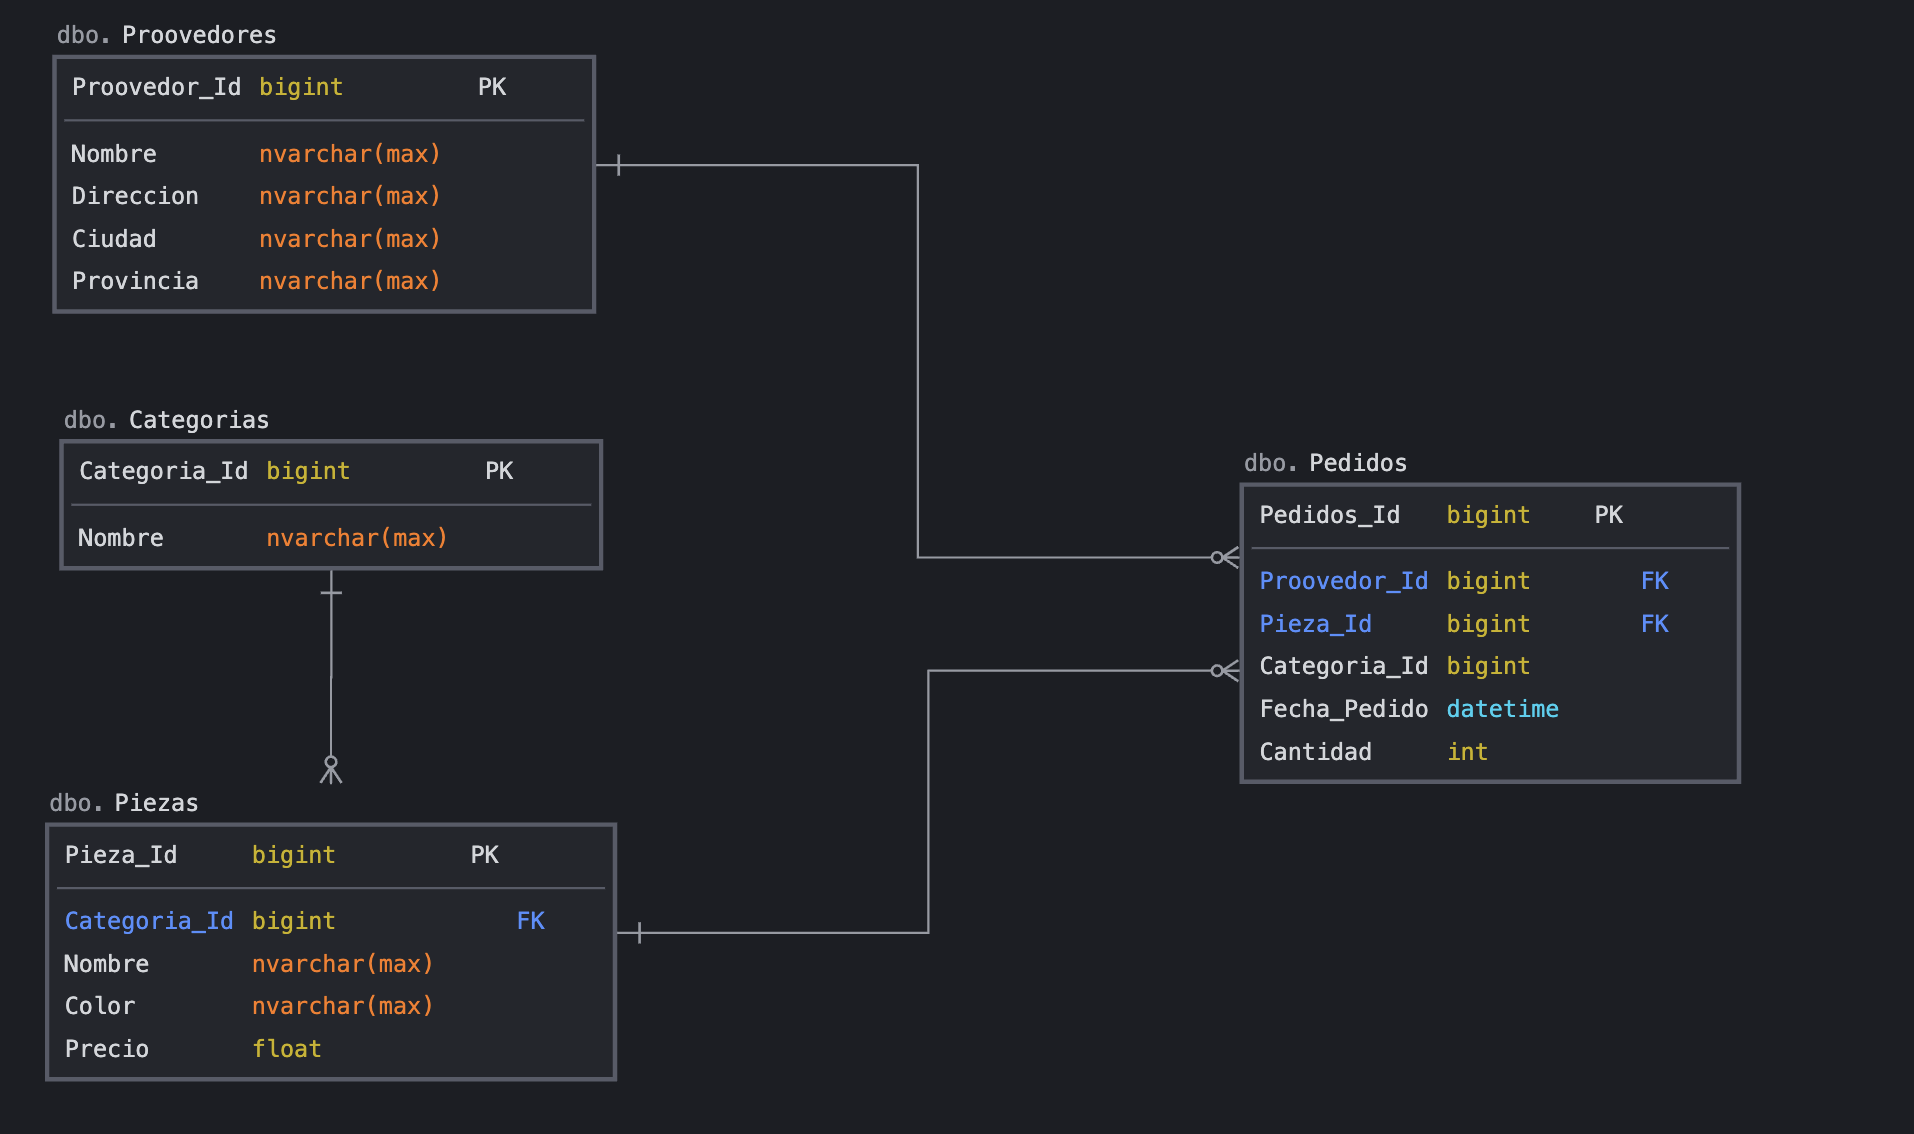 dbo. Proovedores
Proovedor_Id bigint PK
Nombre nvarchar(max)
Direccion nvarchar(max)
Ciudad nvarchar(max)
Provincia nvarchar(max)
dbo. Categorias
Categoria_Id bigint PK
Nombre nvarchar(max)
dbo. Piezas
Pieza_Id bigint PK
Categoria_Id bigint FK
Nombre nvarchar(max)
Color nvarchar(max)
Precio float
dbo. Pedidos
Pedidos_Id bigint PK
Proovedor_Id bigint FK
Pieza_Id bigint FK
Categoria_Id bigint
Fecha_Pedido datetime
Cantidad int